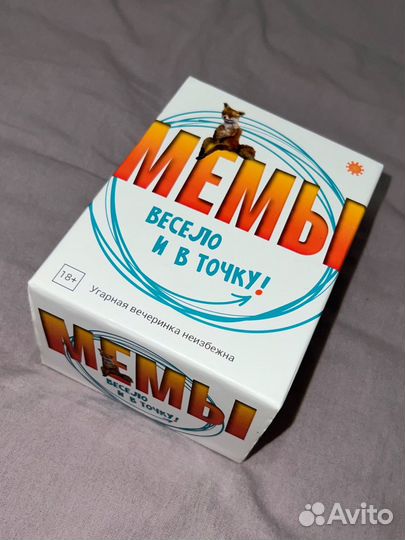 МЕМЫ
ВЕСЕЛО
И В ТОЧКУ!
18+
Угарная вечеринка неизбежна
МЕМЫ
ВЕСЕЛО
И В ТОЧКУ!
Avito